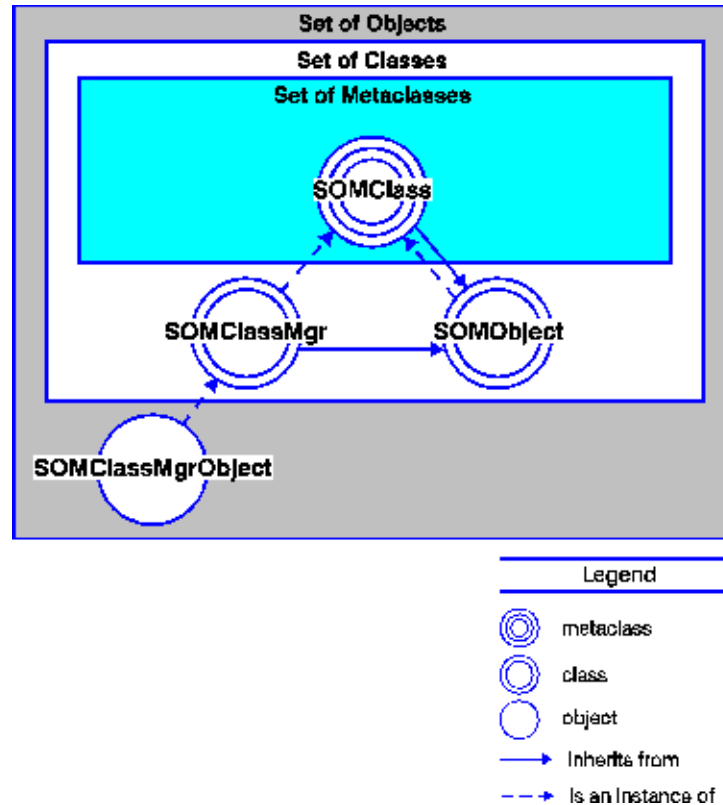 Set of Objects
Set of Classes
Set of Metaclasses
SOMClass
SOMClassMgr
SOMObject
SOMClassMgrObject
Legend
metaclass
class
object
Inherits from
Is an Instance of